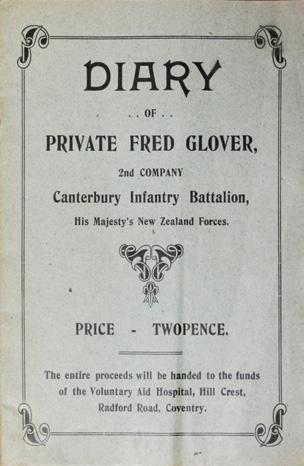 DIARY
. . OF . .
PRIVATE FRED GLOVER,
2nd COMPANY
Canterbury Infantry Battalion,
His Majesty's New Zealand Forces.
PRICE - TWOPENCE.
The entire proceeds will be handed to the funds
of the Voluntary Aid Hospital, Hill Crest,
Radford Road, Coventry.